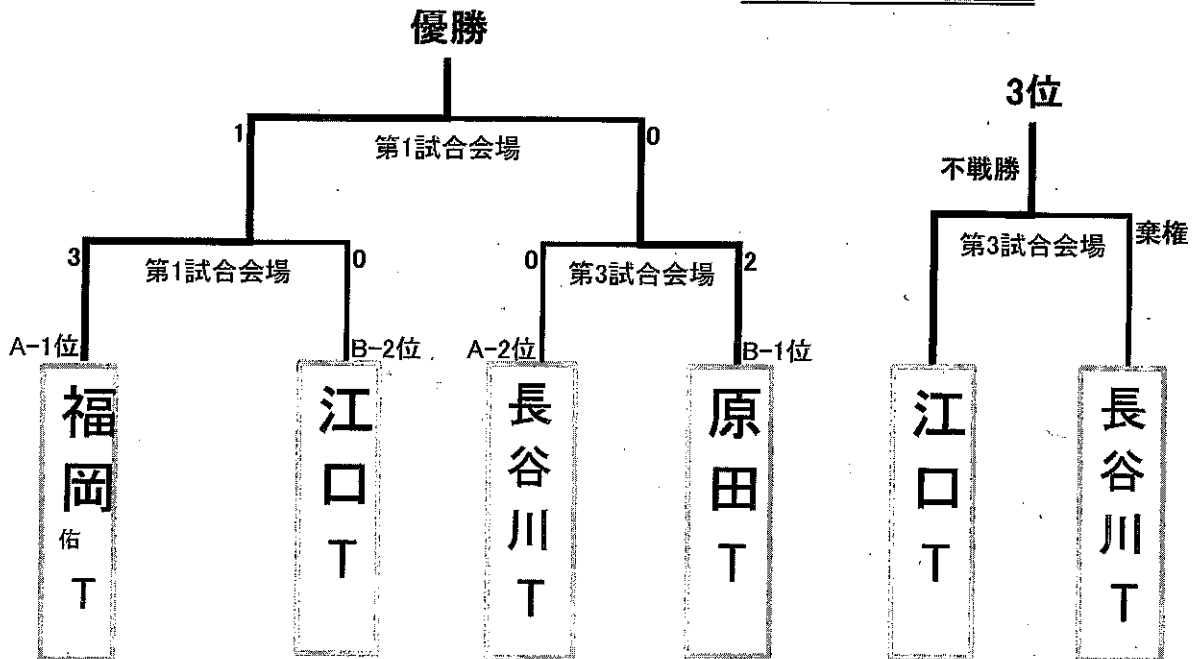 優勝
3位
1
第1試合会場
0
不戦勝
第3試合会場
棄権
3
第1試合会場
0
0
第3試合会場
2
A-1位
B-2位
A-2位
B-1位
福岡佑T
江口T
長谷川T
原田T
江口T
長谷川T